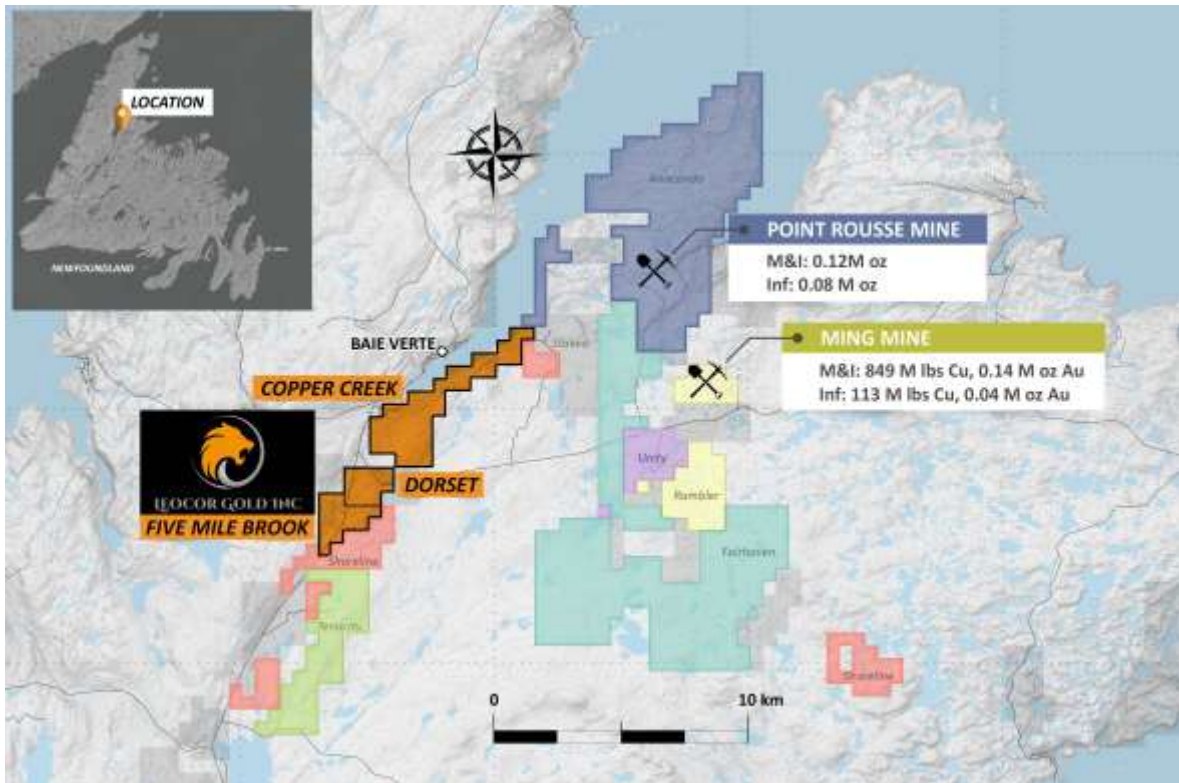 LOCATION
NEWFOUNDLAND
Anaconda
POINT ROUSSE MINE
M&I: 0.12M oz
Inf: 0.08 M oz
BAIE VERTE
MING MINE
M&I: 849 M lbs Cu, 0.14 M oz Au
Inf: 113 M lbs Cu, 0.04 M oz Au
COPPER CREEK
LEOCOR GOLD INC
DORSET
FIVE MILE BROOK
Unity
Rambler
Shoreline
Fairhaven
Shoreline
0
10 km